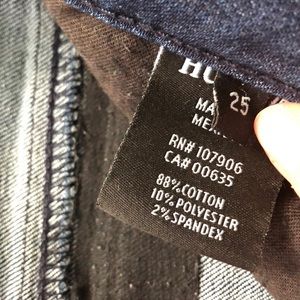 25
RN# 107906
CA# 00635
88% COTTON
10% POLYESTER
2% SPANDEX